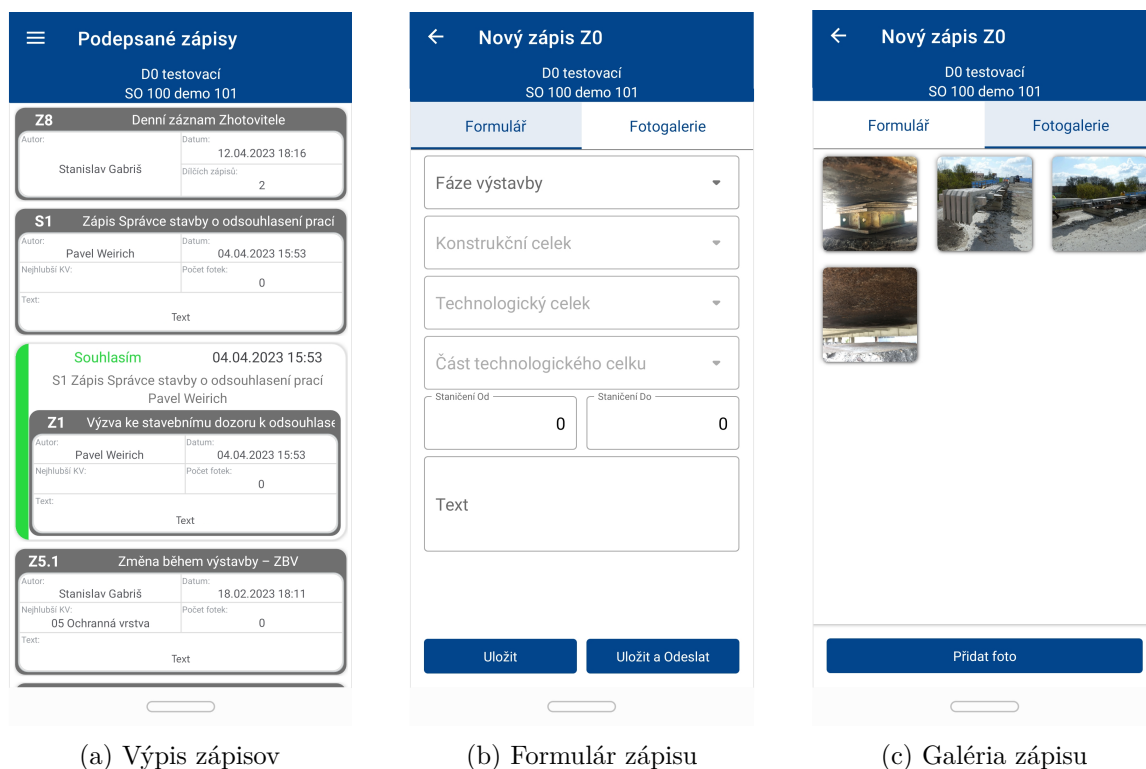 Podepsané zápisy
D0 testovací
SO 100 demo 101
Z8 Denní záznam Zhotovitele
Autor: Datum:
Stanislav Gabriš 12.04.2023 18:16
Dílčích zápisů:
2
S1 Zápis Správce stavby o odsouhlasení prací
Autor: Datum:
Pavel Weirich 04.04.2023 15:53
Nejhlubší KV: Počet fotek:
0
Text:
Text
Souhlasím 04.04.2023 15:53
S1 Zápis Správce stavby o odsouhlasení prací
Pavel Weirich
Z1 Výzva ke stavebnímu dozoru k odsouhlase
Autor: Datum:
Pavel Weirich 04.04.2023 15:53
Nejhlubší KV: Počet fotek:
0
Text:
Text
Z5.1 Změna během výstavby – ZBV
Autor: Datum:
Stanislav Gabriš 18.02.2023 18:11
Nejhlubší KV: Počet fotek:
05 Ochranná vrstva 0
Text:
Text
(a) Výpis zápisov
Nový zápis Z0
D0 testovací
SO 100 demo 101
Formulář Fotogalerie
Fáze výstavby
Konstrukční celek
Technologický celek
Část technologického celku
Staničení Od Staničení Do
0 0
Text
Uložit Uložit a Odeslat
(b) Formulár zápisu
Nový zápis Z0
D0 testovací
SO 100 demo 101
Formulář Fotogalerie
Přidat foto
(c) Galéria zápisu